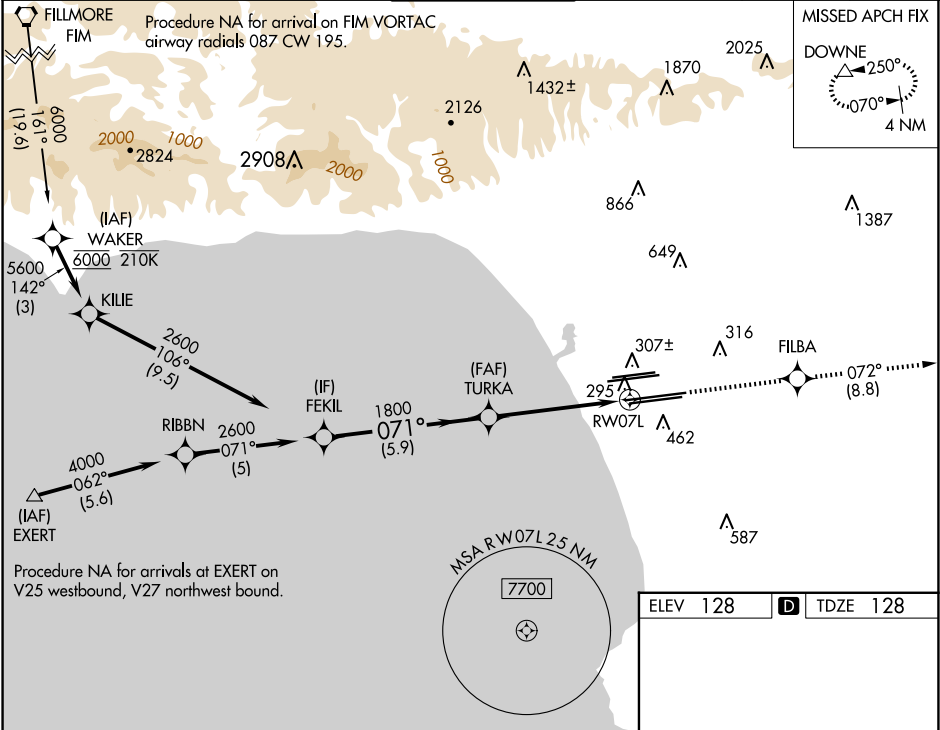 FILLMORE
FIM
Procedure NA for arrival on FIM VORTAC
airway radials 087 CW 195.
MISSED APCH FIX
DOWNE
250°
070°
4 NM
2025
1870
1432±
2126
6000
161°
(19.6)
2000
1000
2824
2908
2000
1000
866
1387
649
(IAF)
WAKER
6000 210K
5600
142°
(3)
KILIE
2600
106°
(9.5)
307±
316
295
FILBA
072°
(8.8)
RW07L
462
(FAF)
TURKA
(IF)
FEKIL
1800
071°
(5.9)
RIBBN
2600
071°
(5)
4000
062°
(5.6)
(IAF)
EXERT
587
Procedure NA for arrivals at EXERT on
V25 westbound, V27 northwest bound.
MSA RW07L 25 NM
7700
ELEV 128 D TDZE 128